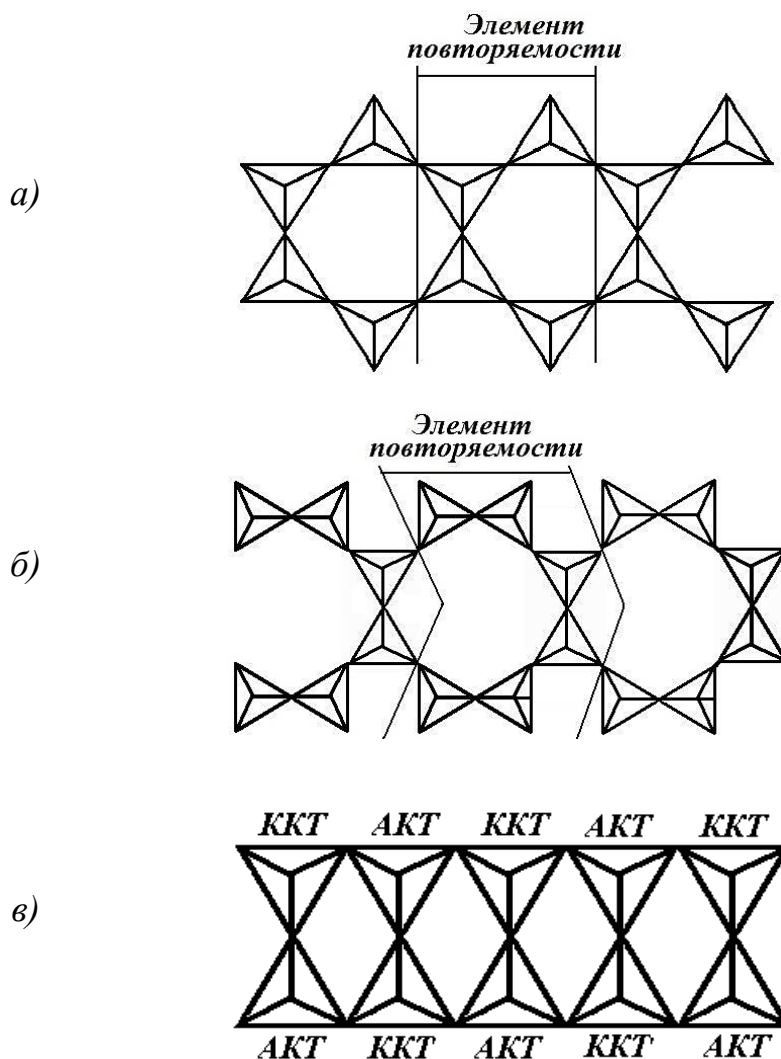 Элемент
повторяемости
а)
Элемент
повторяемости
б)
ККТ АКТ ККТ АКТ ККТ
в)
АКТ ККТ АКТ ККТ АКТ